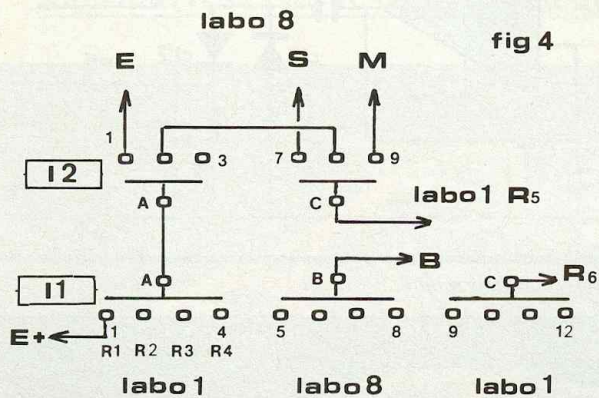 labo 8
fig 4
E S M
1 3 7 9
I2
A C
labo1 R5
A B B C R6
I1
E+ 1 4 5 8 9 12
R1 R2 R3 R4
labo1 labo8 labo1